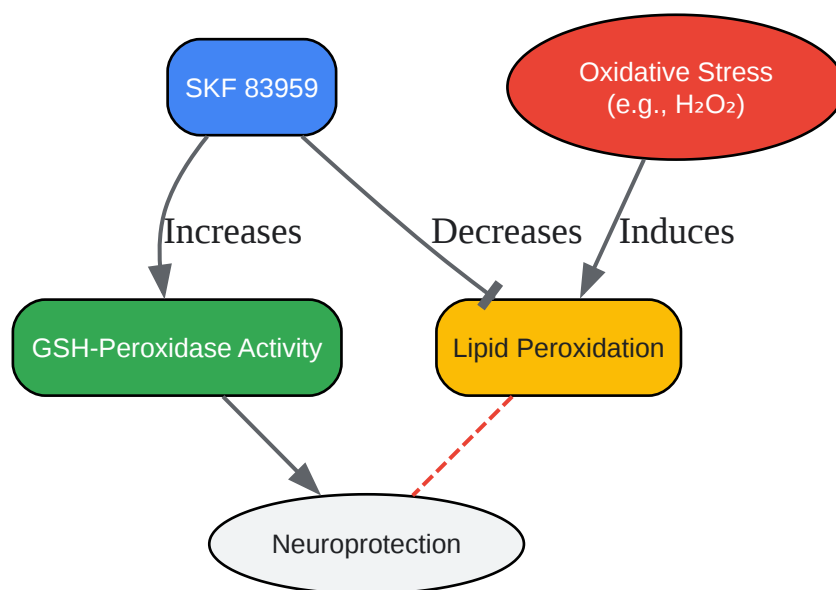 SKF 83959
Oxidative Stress
(e.g., H₂O₂)
Increases
Decreases
Induces
GSH-Peroxidase Activity
Lipid Peroxidation
Neuroprotection